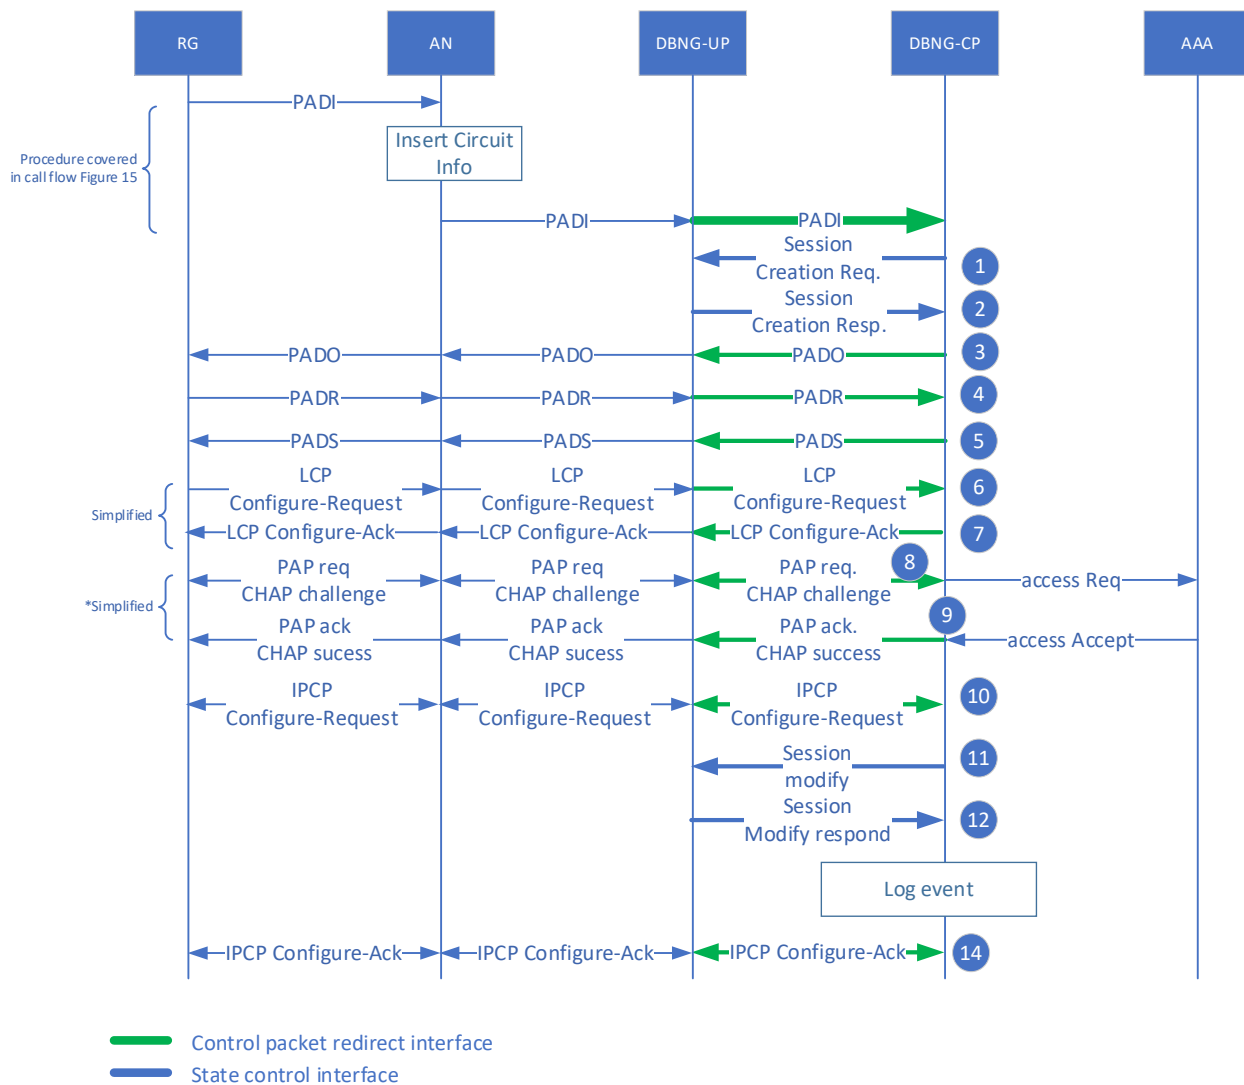 RG
AN
DBNG-UP
DBNG-CP
AAA
PADI
Insert Circuit
Info
Procedure covered
in call flow Figure 15
PADI
PADI
Session
Creation Req.
1
Session
Creation Resp.
2
PADO
PADO
PADO
3
PADR
PADR
PADR
4
PADS
PADS
PADS
5
Simplified
LCP
Configure-Request
LCP
Configure-Request
LCP
Configure-Request
6
LCP Configure-Ack
LCP Configure-Ack
LCP Configure-Ack
7
*Simplified
PAP req
CHAP challenge
PAP req
CHAP challenge
PAP req.
CHAP challenge
8
access Req
PAP ack
CHAP sucess
PAP ack
CHAP sucess
PAP ack.
CHAP success
9
access Accept
IPCP
Configure-Request
IPCP
Configure-Request
IPCP
Configure-Request
10
Session
modify
11
Session
Modify respond
12
Log event
IPCP Configure-Ack
IPCP Configure-Ack
IPCP Configure-Ack
14
Control packet redirect interface
State control interface